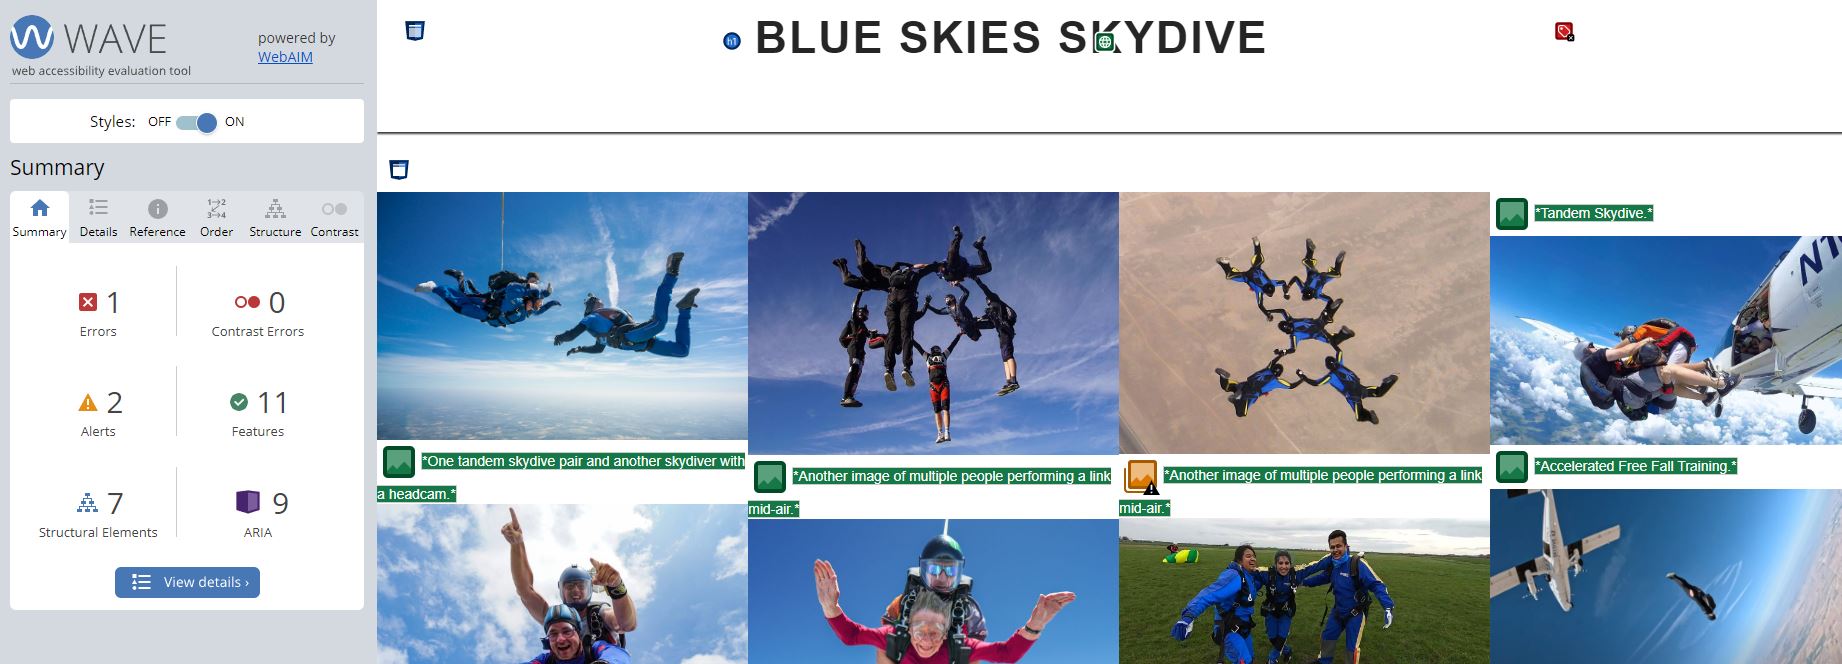 WAVE
powered by
WebAIM
web accessibility evaluation tool
Styles: OFF ON
Summary
Summary Details Reference Order Structure Contrast
1 0
Errors Contrast Errors
2 11
Alerts Features
7 9
Structural Elements ARIA
View details ›
h1 BLUE SKIES SKYDIVE
*Tandem Skydive.*
N1
*One tandem skydive pair and another skydiver with
a headcam.*
*Another image of multiple people performing a link
mid-air.*
*Another image of multiple people performing a link
mid-air.*
*Accelerated Free Fall Training.*